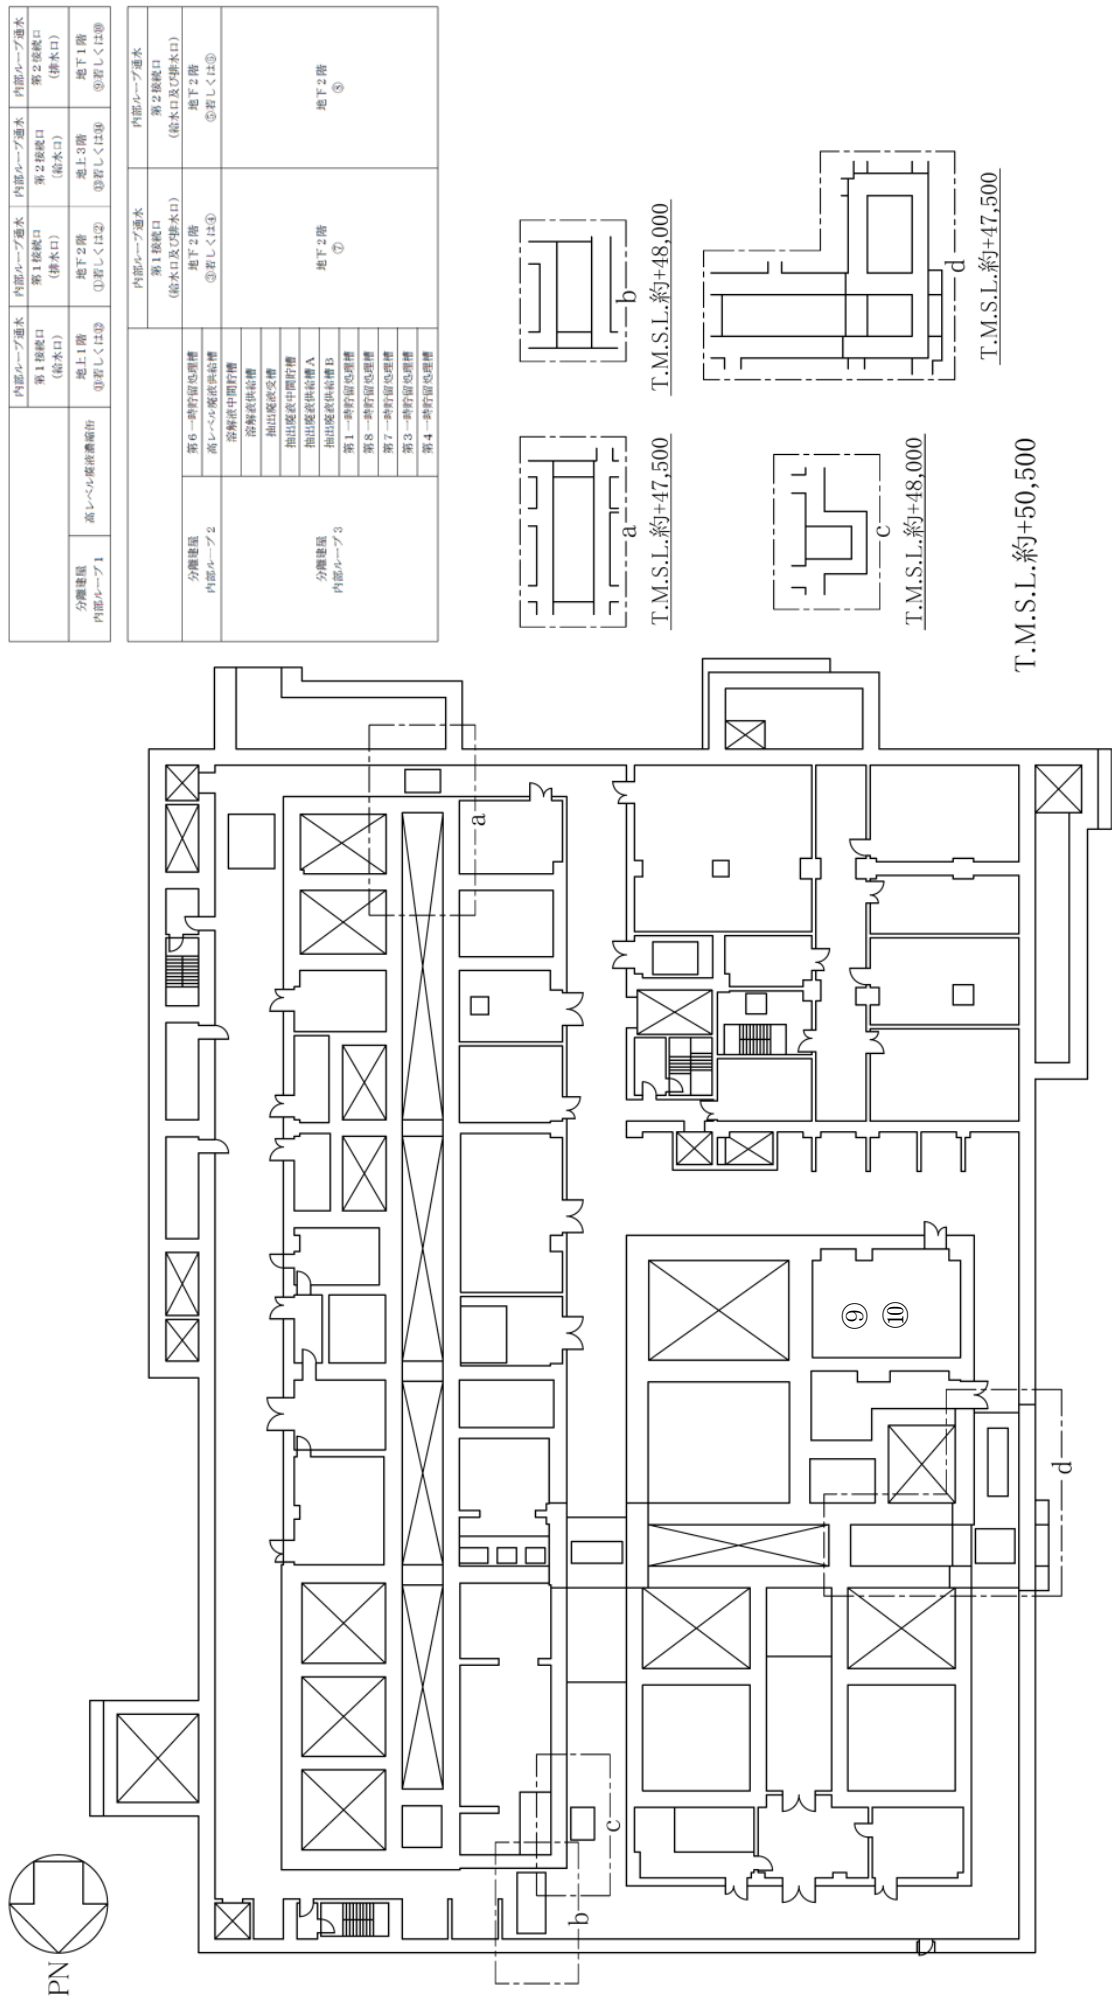 内部ループ通水
第1接続口
(給水口)
内部ループ通水
第1接続口
(排水口)
内部ループ通水
第2接続口
(給水口)
内部ループ通水
第2接続口
(排水口)
分離建屋
内部ループ1
高レベル廃液濃縮缶
地上1階
⑪若しくは⑫
地下2階
①若しくは②
地上3階
⑬若しくは⑭
地下1階
⑨若しくは⑩
内部ループ通水
第1接続口
(給水口及び排水口)
内部ループ通水
第2接続口
(給水口及び排水口)
分離建屋
内部ループ2
第6一時貯留処理槽
高レベル廃液供給槽
地下2階
③若しくは④
地下2階
⑤若しくは⑥
分離建屋
内部ループ3
溶解液中間貯槽
溶解液供給槽
抽出廃液受槽
抽出廃液中間貯槽
抽出廃液供給槽A
抽出廃液供給槽B
第1一時貯留処理槽
第8一時貯留処理槽
第7一時貯留処理槽
第3一時貯留処理槽
第4一時貯留処理槽
地下2階
⑦
地下2階
⑧
a
T.M.S.L.約+47,500
b
T.M.S.L.約+48,000
c
T.M.S.L.約+48,000
d
T.M.S.L.約+47,500
T.M.S.L.約+50,500
PN
a
b
c
d
⑨
⑩